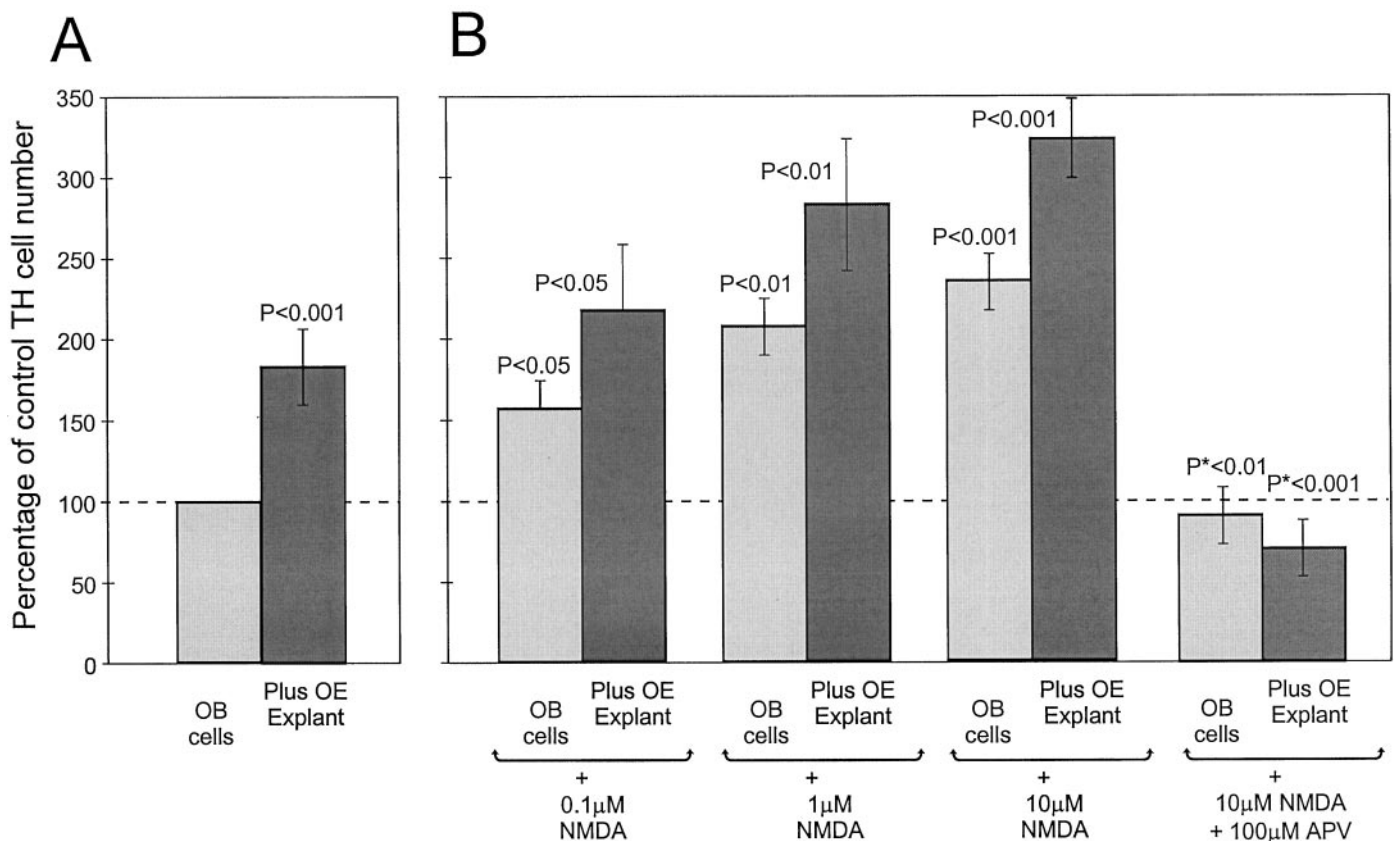 A
B
Percentage of control TH cell number
350
300
250
200
150
100
50
0
P<0.001
P<0.05
P<0.05
P<0.01
P<0.01
P<0.001
P<0.001
P*<0.01
P*<0.001
OB
cells
Plus OE
Explant
OB
cells
Plus OE
Explant
+
0.1µM
NMDA
OB
cells
Plus OE
Explant
+
1µM
NMDA
OB
cells
Plus OE
Explant
+
10µM
NMDA
OB
cells
Plus OE
Explant
+
10µM NMDA
+ 100µM APV